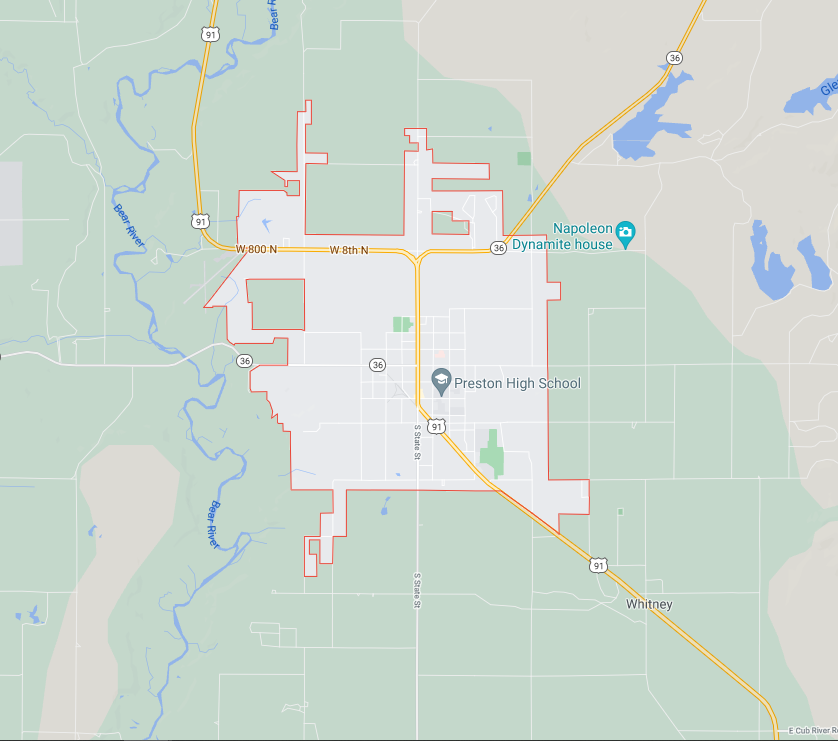 Bear R
91
36
Gle
91
Bear River
W 800 N
W 8th N
36
Napoleon
Dynamite house
36
36
Preston High School
91
S State St
Bear River
91
S State St
Whitney
E Cub River R